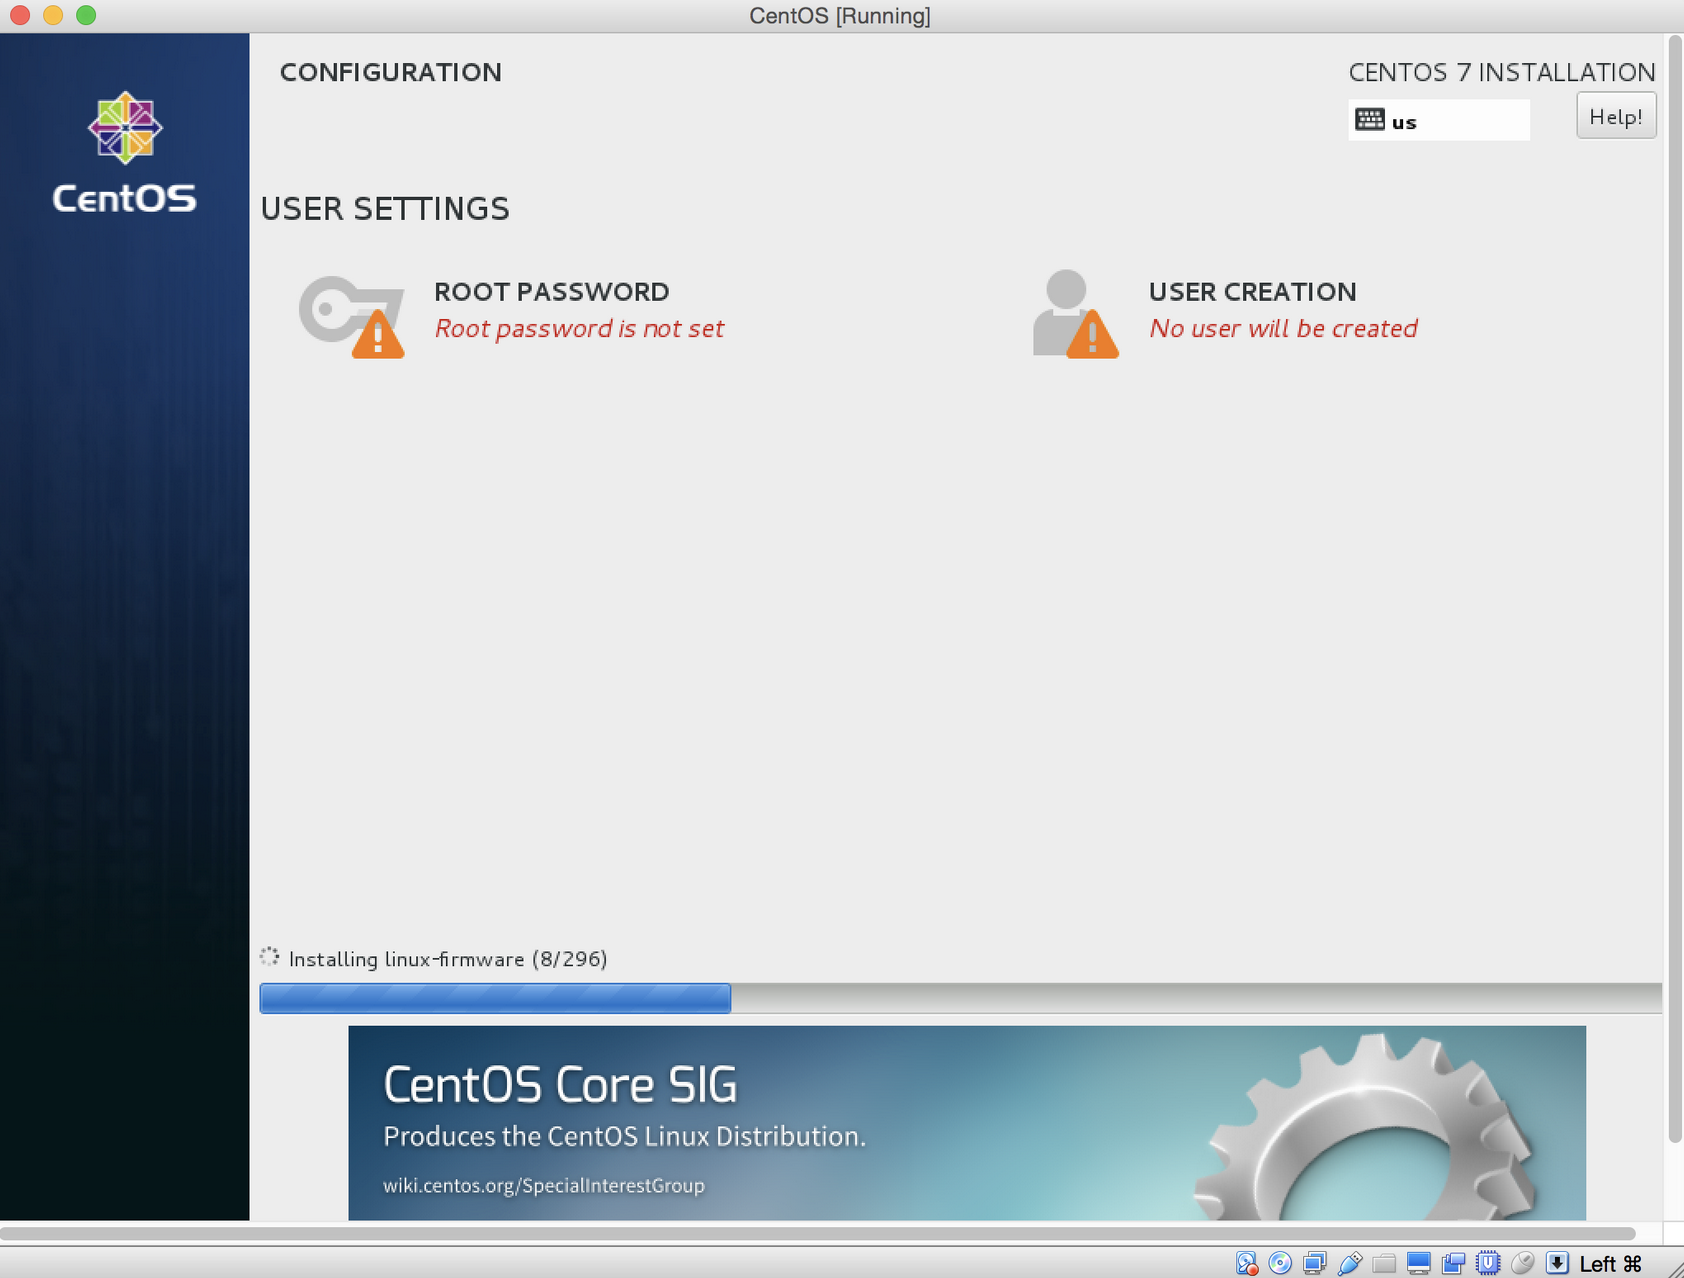 CentOS [Running]
CentOS
CONFIGURATION
CENTOS 7 INSTALLATION
us
Help!
USER SETTINGS
ROOT PASSWORD
Root password is not set
USER CREATION
No user will be created
Installing linux-firmware (8/296)
CentOS Core SIG
Produces the CentOS Linux Distribution.
wiki.centos.org/SpecialInterestGroup
Left ⌘